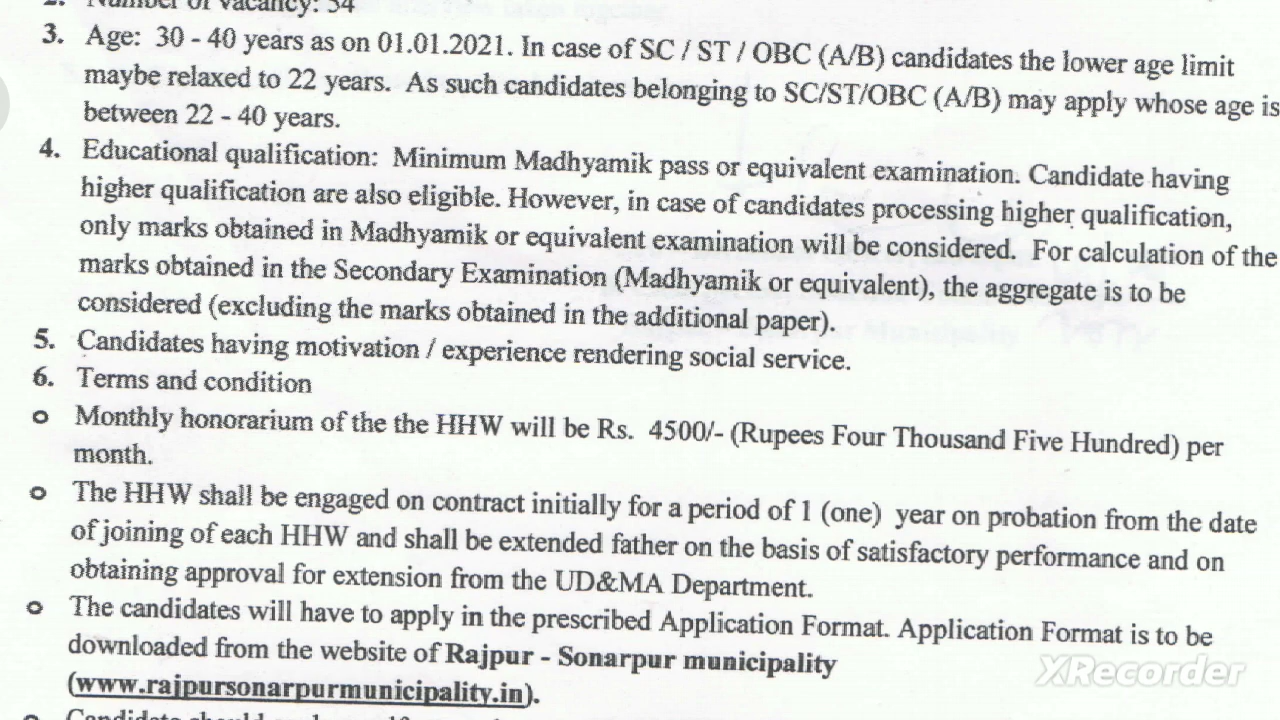 2. Number of vacancy: 54
3. Age: 30 - 40 years as on 01.01.2021. In case of SC / ST / OBC (A/B) candidates the lower age limit
maybe relaxed to 22 years. As such candidates belonging to SC/ST/OBC (A/B) may apply whose age is
between 22 - 40 years.
4. Educational qualification: Minimum Madhyamik pass or equivalent examination. Candidate having
higher qualification are also eligible. However, in case of candidates processing higher qualification,
only marks obtained in Madhyamik or equivalent examination will be considered. For calculation of the
marks obtained in the Secondary Examination (Madhyamik or equivalent), the aggregate is to be
considered (excluding the marks obtained in the additional paper).
5. Candidates having motivation / experience rendering social service.
6. Terms and condition
o Monthly honorarium of the the HHW will be Rs. 4500/- (Rupees Four Thousand Five Hundred) per
month.
o The HHW shall be engaged on contract initially for a period of 1 (one) year on probation from the date
of joining of each HHW and shall be extended father on the basis of satisfactory performance and on
obtaining approval for extension from the UD&MA Department.
o The candidates will have to apply in the prescribed Application Format. Application Format is to be
downloaded from the website of Rajpur - Sonarpur municipality
(www.rajpursonarpurmunicipality.in).
XRecorder
o Candidate should